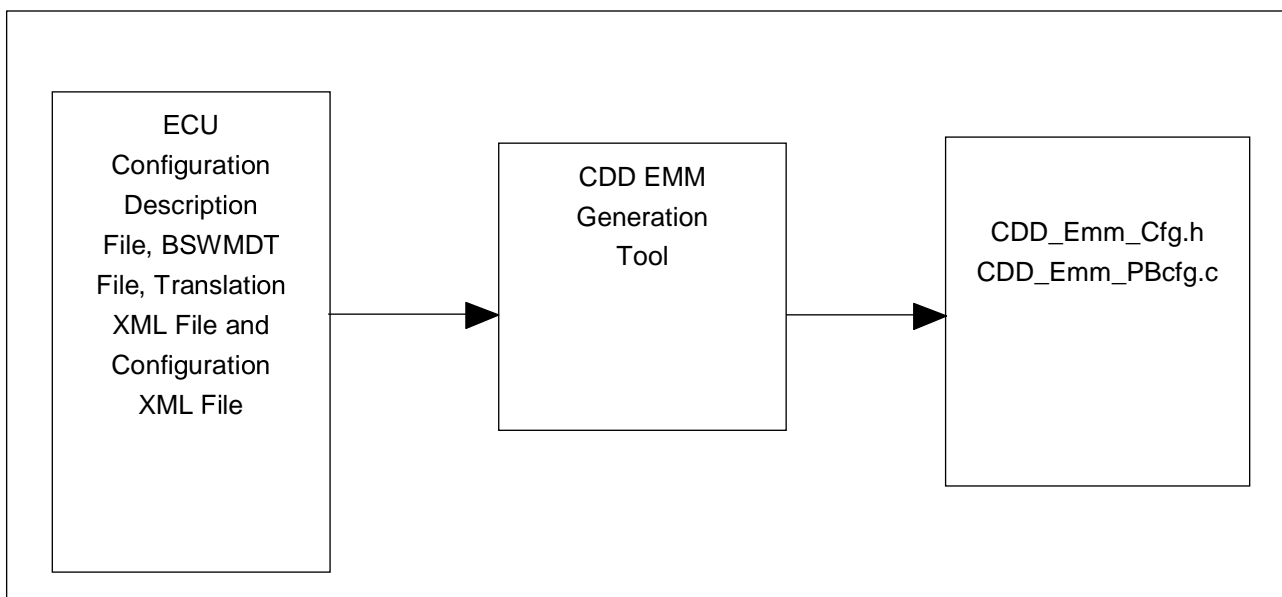 ECU
Configuration
Description
File, BSWMDT
File, Translation
XML File and
Configuration
XML File
CDD EMM
Generation
Tool
CDD_Emm_Cfg.h
CDD_Emm_PBcfg.c